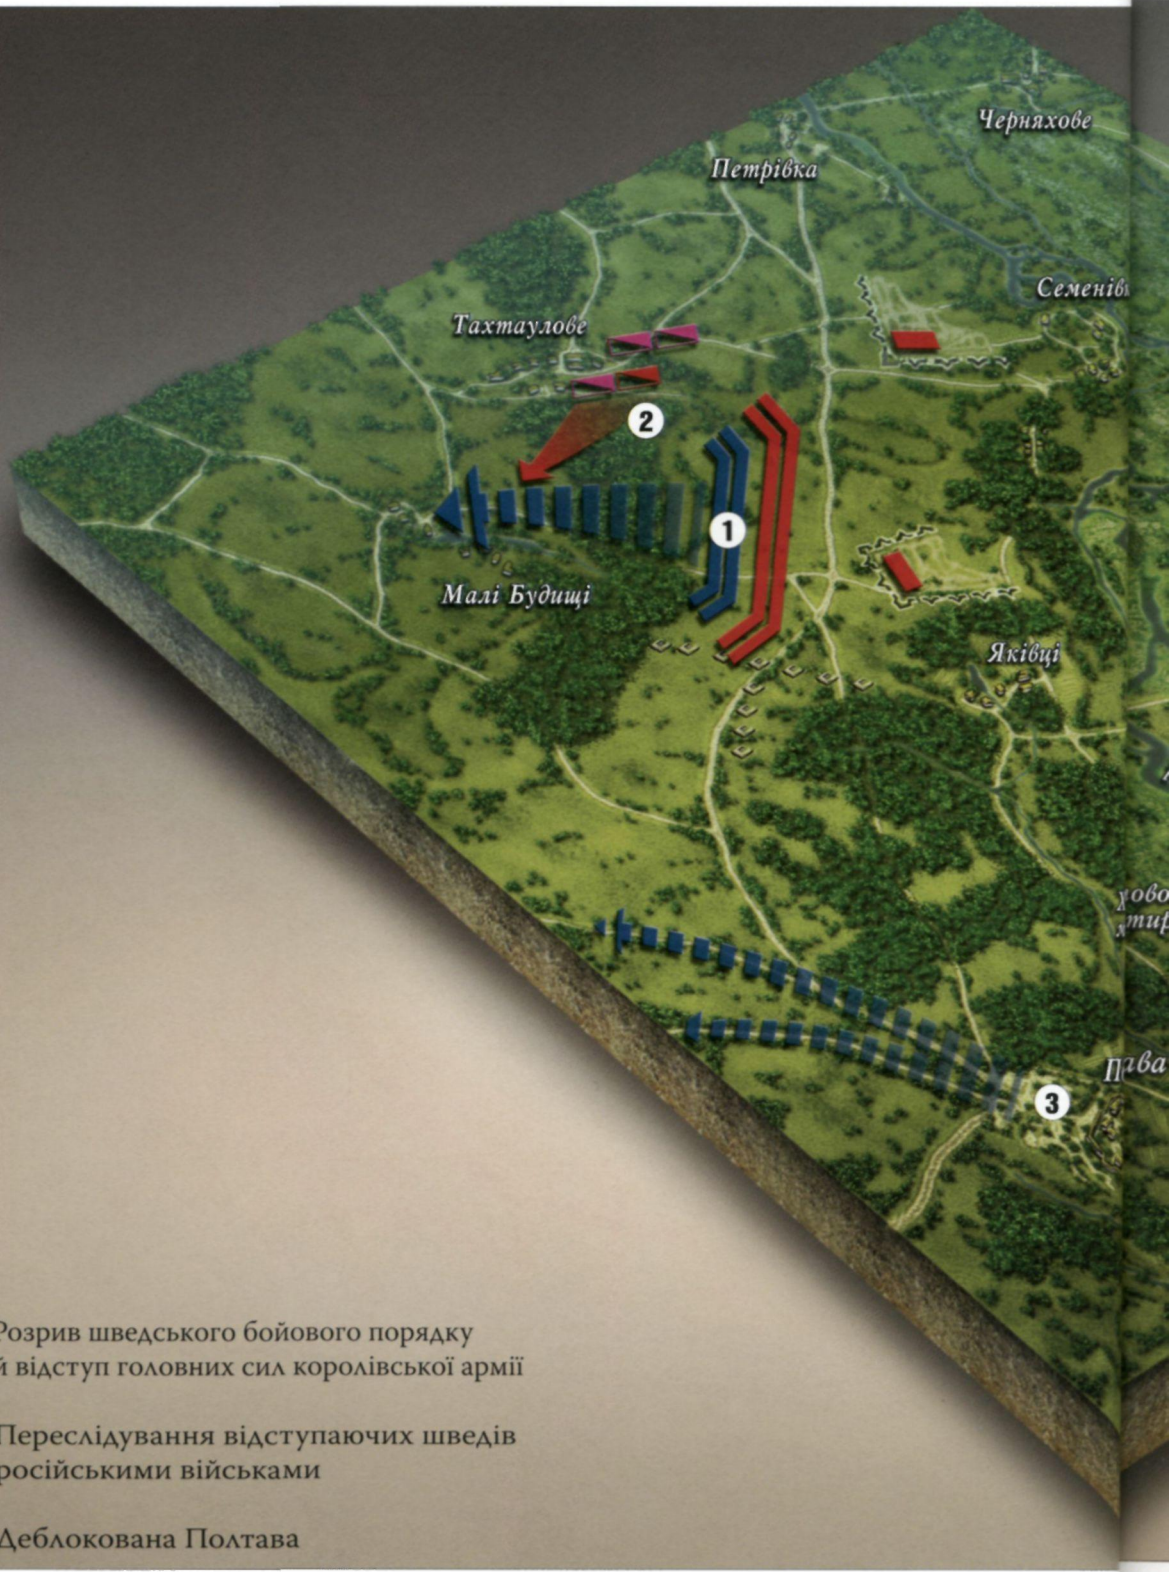 Черняхове
Петрівка
Семенів
Тахтаулове
2
1
Малі Будищі
Яківці
3
Розрив шведського бойового порядку
й відступ головних сил королівської армії
Переслідування відступаючих шведів
російськими військами
Деблокована Полтава